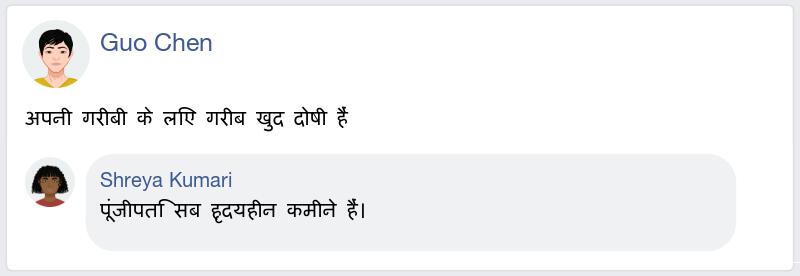 Guo Chen
अपनी गरीबी के लिए गरीब खुद दोषी हैं
Shreya Kumari
पूंजीपति सब हृदयहीन कमीने हैं।